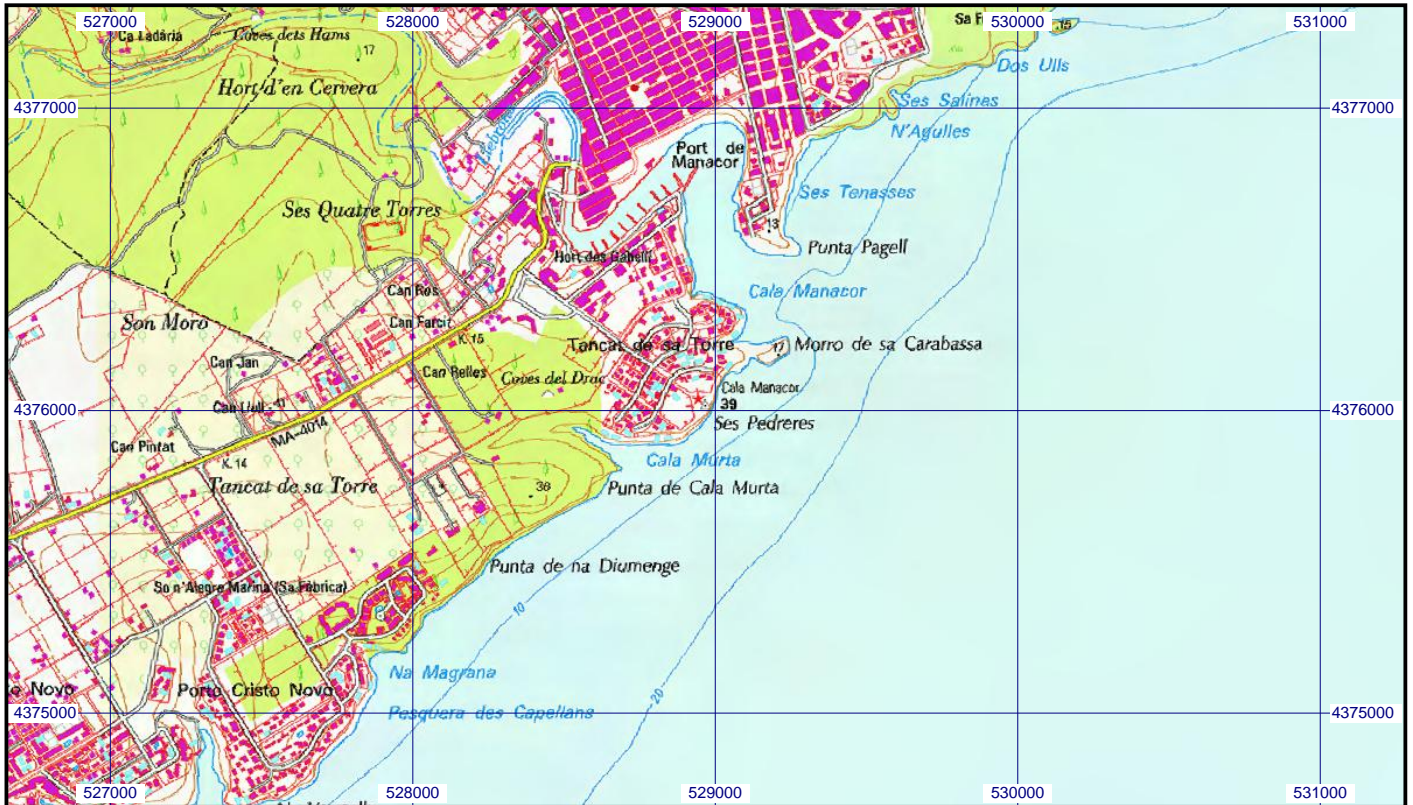 527000
528000
529000
530000
531000
Ca Ladària
Coves dets Hams
17
15
Dos Ulls
Hort d'en Cervera
Ses Salines
4377000
4377000
N'Agulles
Port de
Manacor
Ses Tenasses
Ses Quatre Torres
13
Punta Pagell
Hort des Gabellí
Can Ros
Cala Manacor
Son Moro
Can Farcit
K. 15
Tancat de sa Torre
17
Morro de sa Carabassa
Can Jan
Can Relles
Coves del Drac
Cala Manacor
39
Can Llull
41
4376000
4376000
Ses Pedreres
MA-4014
Can Pintat
K. 14
Cala Murta
Tancat de sa Torre
36
Punta de Cala Murta
Punta de na Diumenge
So n'Alegre Marina (Sa Fàbrica)
10
Na Magrana
Porto Cristo Novo
20
4375000
4375000
Pesquera des Capellans
527000
528000
529000
530000
531000